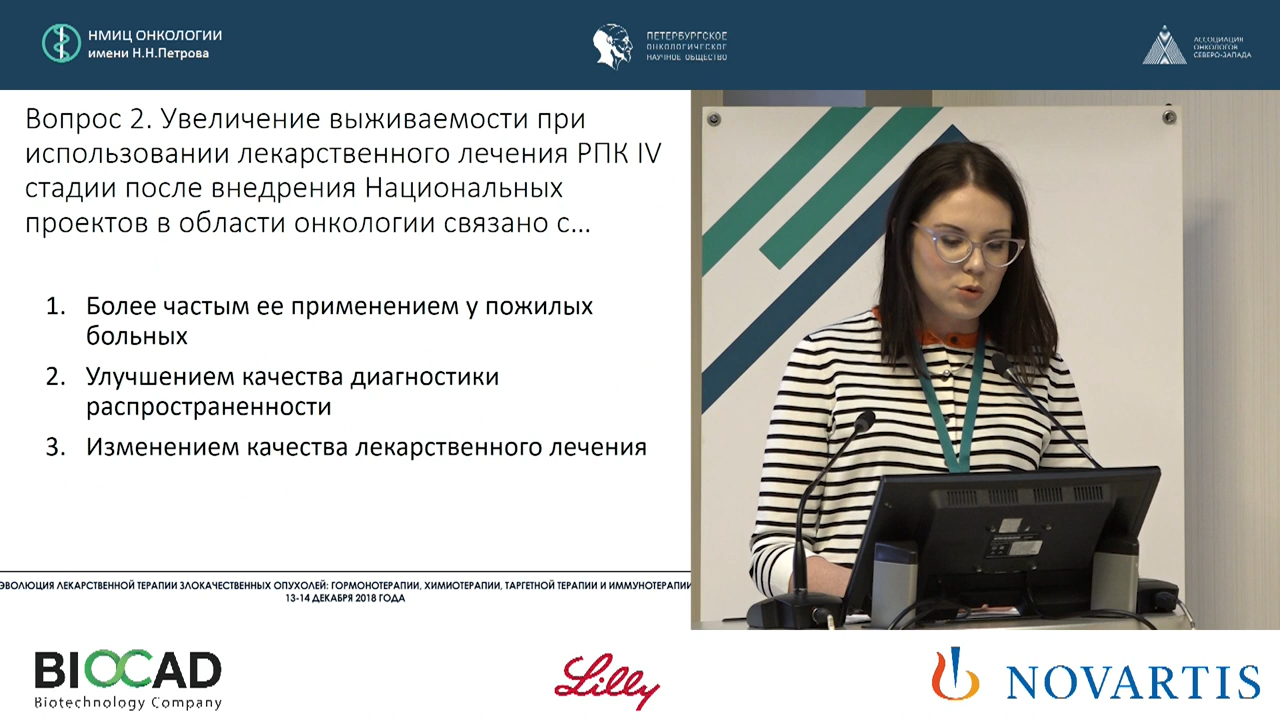 НМИЦ ОНКОЛОГИИ
имени Н.Н.Петрова
ПЕТЕРБУРГСКОЕ
ОНКОЛОГИЧЕСКОЕ
НАУЧНОЕ ОБЩЕСТВО
АССОЦИАЦИЯ
ОНКОЛОГОВ
СЕВЕРО-ЗАПАДА
Вопрос 2. Увеличение выживаемости при
использовании лекарственного лечения РПК IV
стадии после внедрения Национальных
проектов в области онкологии связано с...
1. Более частым ее применением у пожилых
больных
2. Улучшением качества диагностики
распространенности
3. Изменением качества лекарственного лечения
ЭВОЛЮЦИЯ ЛЕКАРСТВЕННОЙ ТЕРАПИИ ЗЛОКАЧЕСТВЕННЫХ ОПУХОЛЕЙ: ГОРМОНОТЕРАПИИ, ХИМИОТЕРАПИИ, ТАРГЕТНОЙ ТЕРАПИИ И ИММУНОТЕРАПИИ
13-14 ДЕКАБРЯ 2018 ГОДА
BIOCAD
Biotechnology Company
Lilly
NOVARTIS